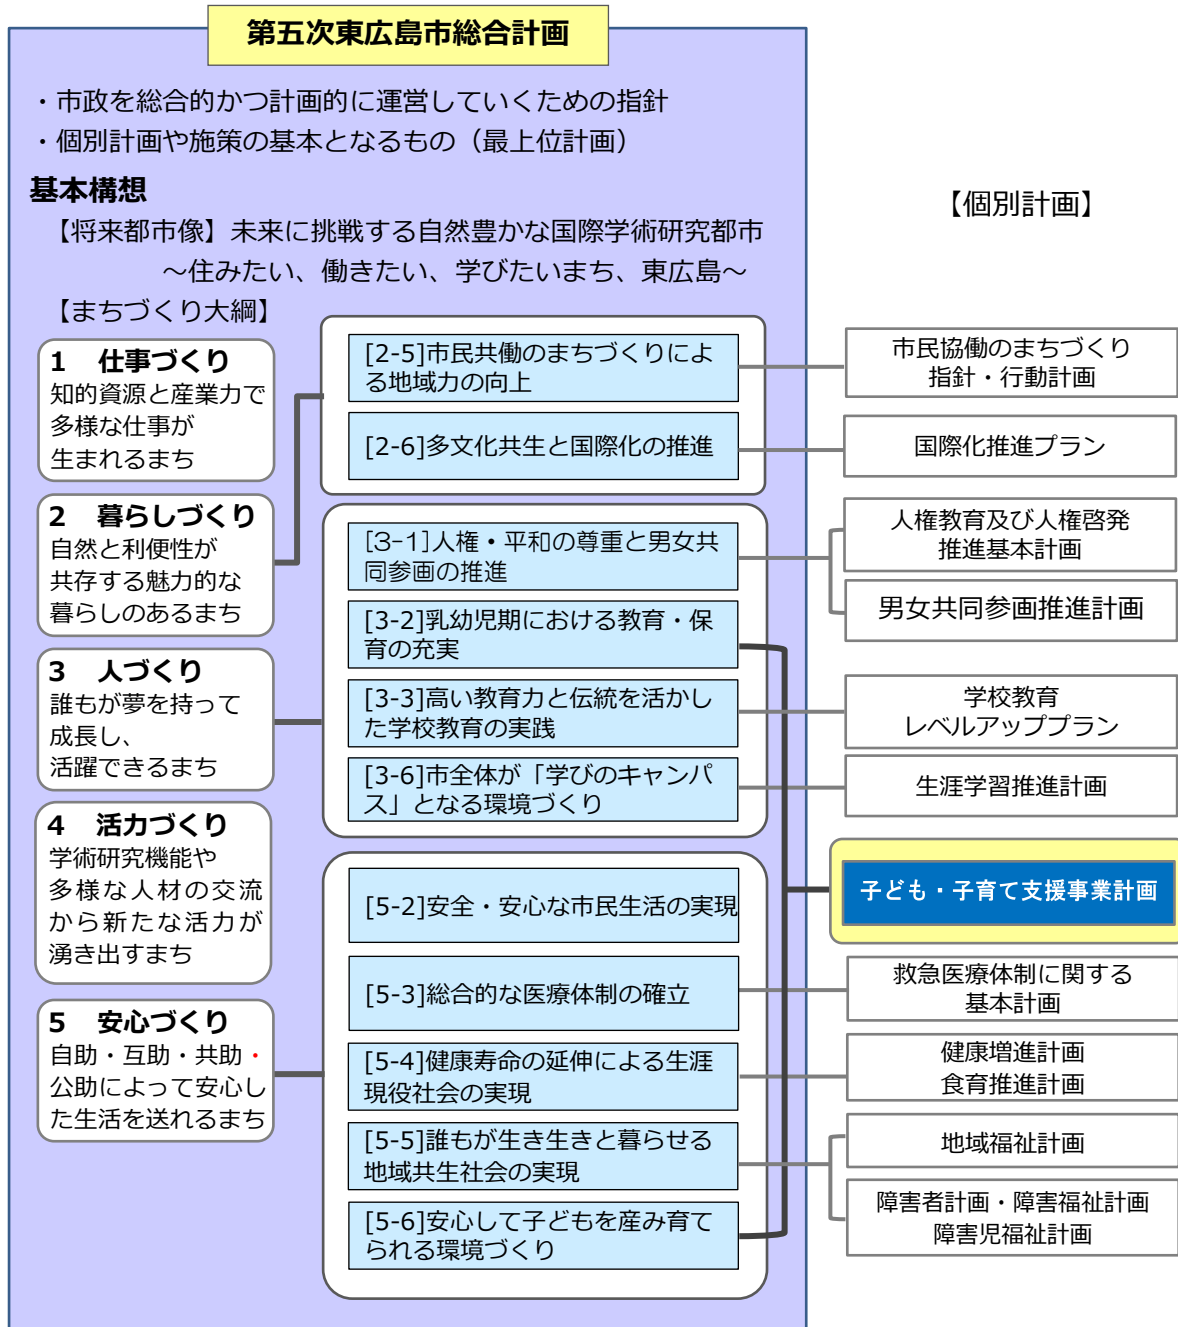 第五次東広島市総合計画
・市政を総合的かつ計画的に運営していくための指針
・個別計画や施策の基本となるもの（最上位計画）
基本構想
【将来都市像】未来に挑戦する自然豊かな国際学術研究都市
～住みたい、働きたい、学びたいまち、東広島～
【まちづくり大綱】
1　仕事づくり
知的資源と産業力で
多様な仕事が
生まれるまち
2　暮らしづくり
自然と利便性が
共存する魅力的な
暮らしのあるまち
3　人づくり
誰もが夢を持って
成長し、
活躍できるまち
4　活力づくり
学術研究機能や
多様な人材の交流
から新たな活力が
湧き出すまち
5　安心づくり
自助・互助・共助・
公助によって安心し
た生活を送れるまち
[2-5]市民共働のまちづくりによ
る地域力の向上
[2-6]多文化共生と国際化の推進
[3-1]人権・平和の尊重と男女共
同参画の推進
[3-2]乳幼児期における教育・保
育の充実
[3-3]高い教育力と伝統を活かし
た学校教育の実践
[3-6]市全体が「学びのキャンパ
ス」となる環境づくり
[5-2]安全・安心な市民生活の実現
[5-3]総合的な医療体制の確立
[5-4]健康寿命の延伸による生涯
現役社会の実現
[5-5]誰もが生き生きと暮らせる
地域共生社会の実現
[5-6]安心して子どもを産み育て
られる環境づくり
【個別計画】
市民協働のまちづくり
指針・行動計画
国際化推進プラン
人権教育及び人権啓発
推進基本計画
男女共同参画推進計画
学校教育
レベルアッププラン
生涯学習推進計画
子ども・子育て支援事業計画
救急医療体制に関する
基本計画
健康増進計画
食育推進計画
地域福祉計画
障害者計画・障害福祉計画
障害児福祉計画